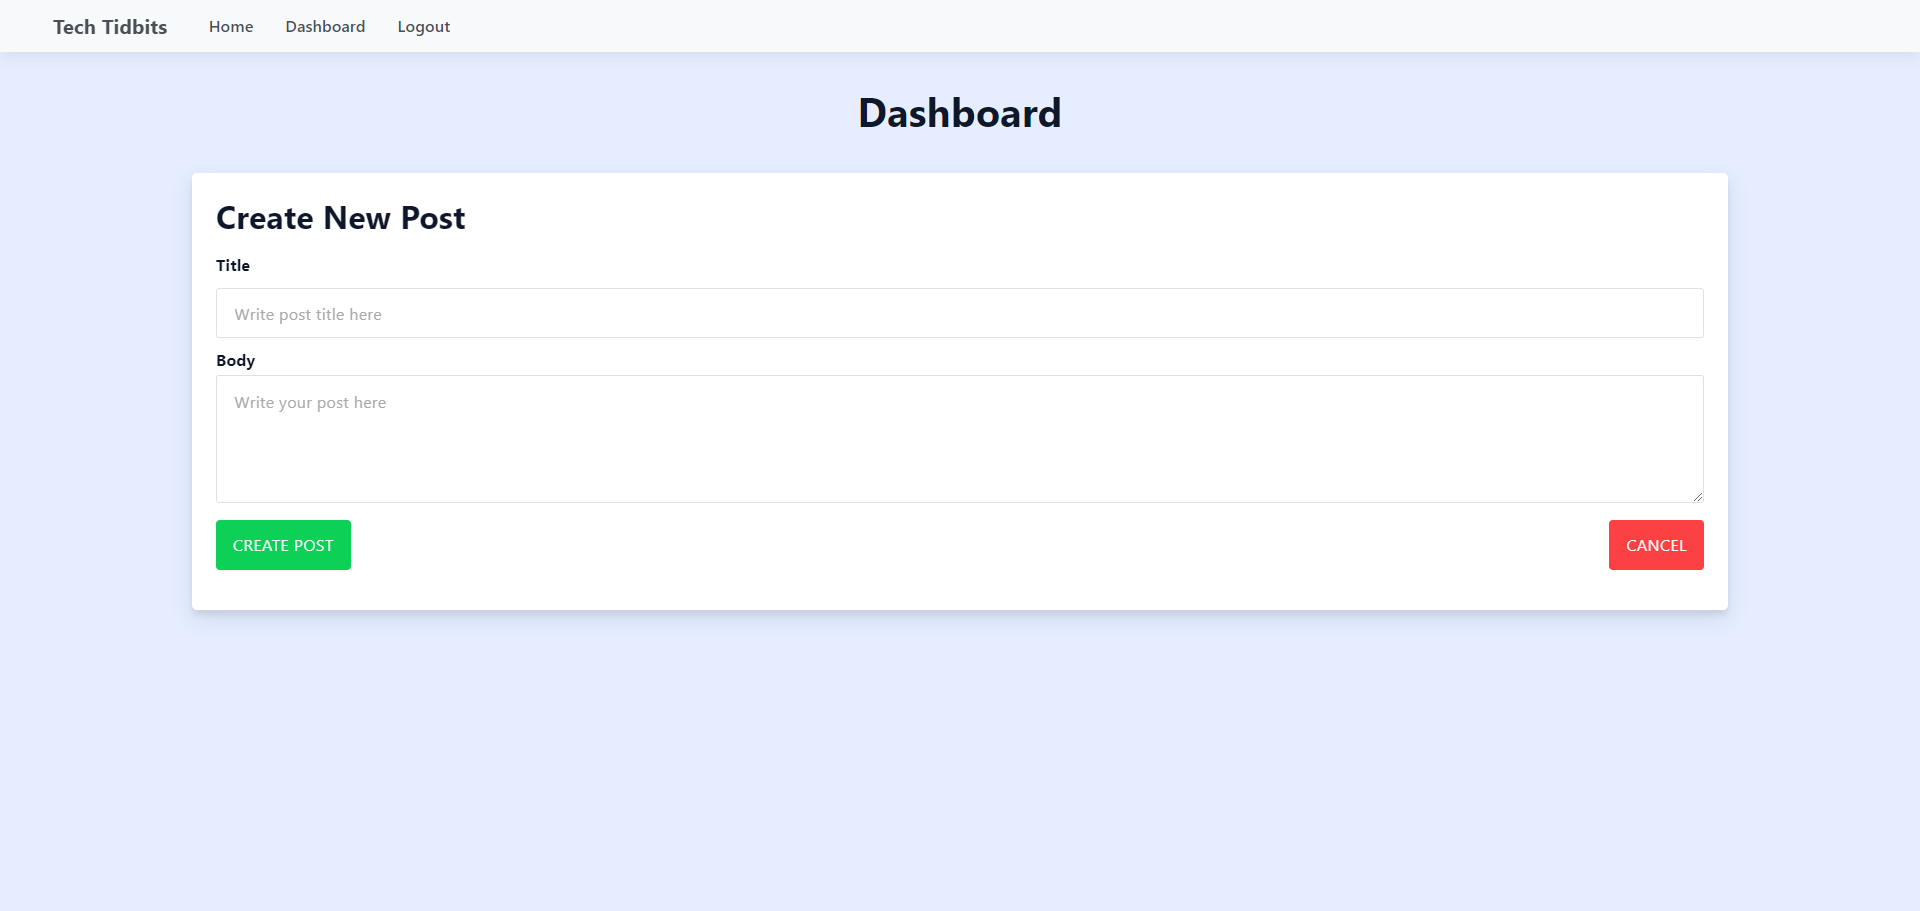 Tech Tidbits Home Dashboard Logout
Dashboard
Create New Post
Title
Write post title here
Body
Write your post here
CREATE POST CANCEL